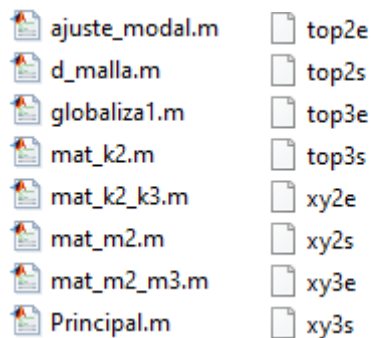 ajuste_modal.m
d_malla.m
globaliza1.m
mat_k2.m
mat_k2_k3.m
mat_m2.m
mat_m2_m3.m
Principal.m
top2e
top2s
top3e
top3s
xy2e
xy2s
xy3e
xy3s